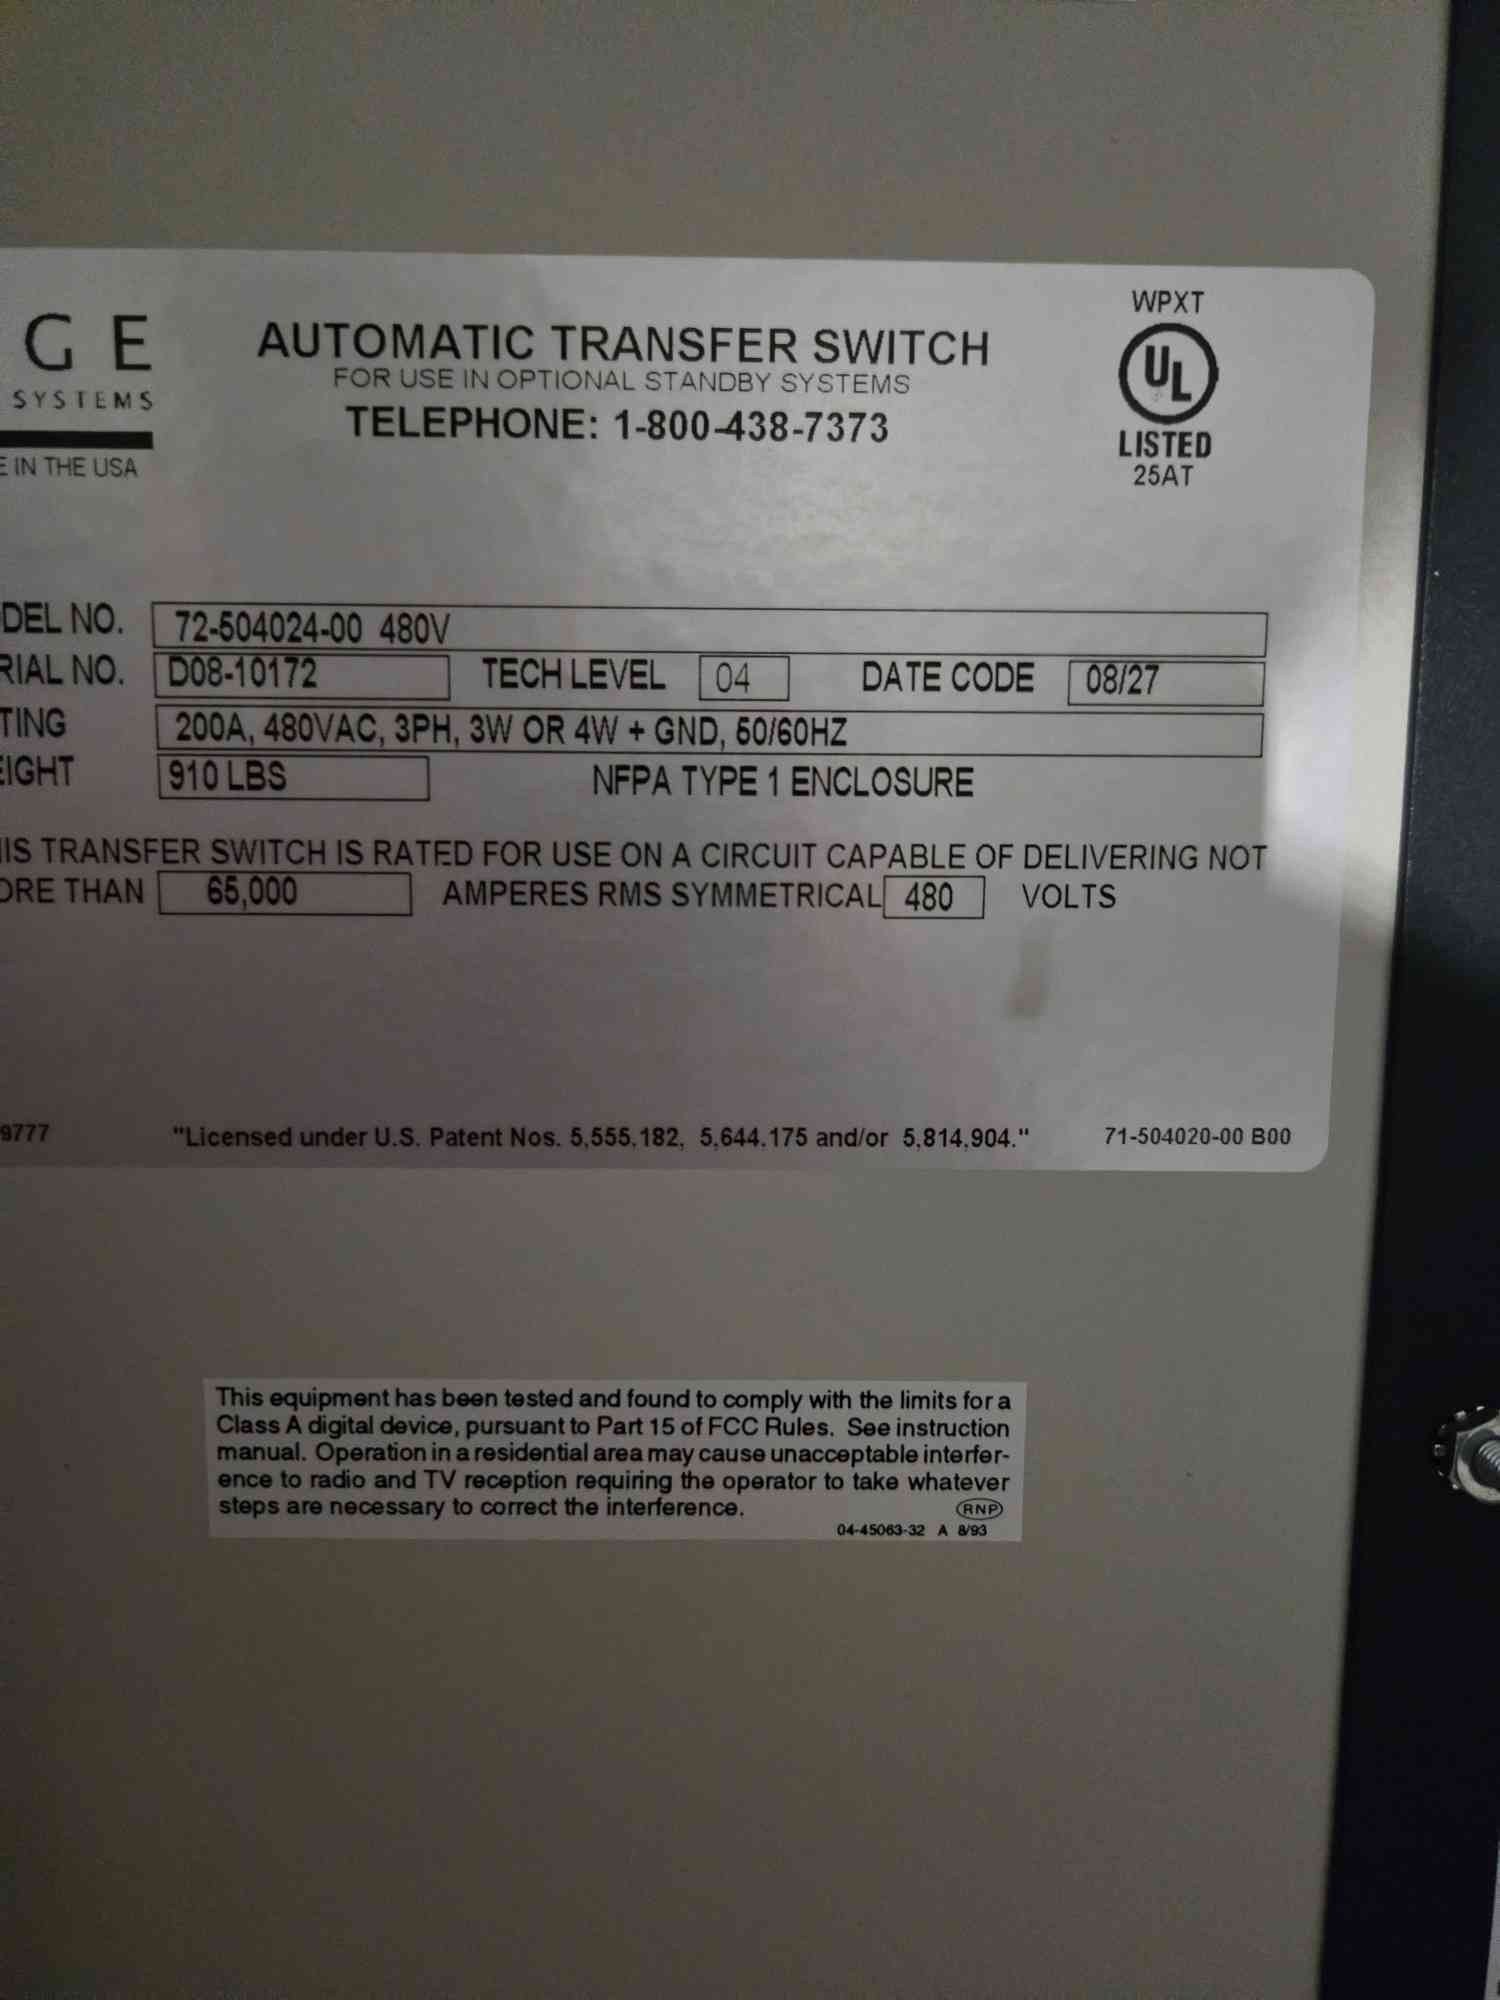 GE
SYSTEMS
E IN THE USA
AUTOMATIC TRANSFER SWITCH
FOR USE IN OPTIONAL STANDBY SYSTEMS
TELEPHONE: 1-800-438-7373
WPXT
UL
LISTED
25AT
DEL NO. 72-504024-00 480V
RIAL NO. D08-10172 TECH LEVEL 04 DATE CODE 08/27
TING 200A, 480VAC, 3PH, 3W OR 4W + GND, 50/60HZ
EIGHT 910 LBS NFPA TYPE 1 ENCLOSURE
IS TRANSFER SWITCH IS RATED FOR USE ON A CIRCUIT CAPABLE OF DELIVERING NOT
ORE THAN 65,000 AMPERES RMS SYMMETRICAL 480 VOLTS
9777 "Licensed under U.S. Patent Nos. 5,555,182, 5,644,175 and/or 5,814,904." 71-504020-00 B00
This equipment has been tested and found to comply with the limits for a
Class A digital device, pursuant to Part 15 of FCC Rules. See instruction
manual. Operation in a residential area may cause unacceptable interfer-
ence to radio and TV reception requiring the operator to take whatever
steps are necessary to correct the interference.
RNP
04-45063-32 A 8/93